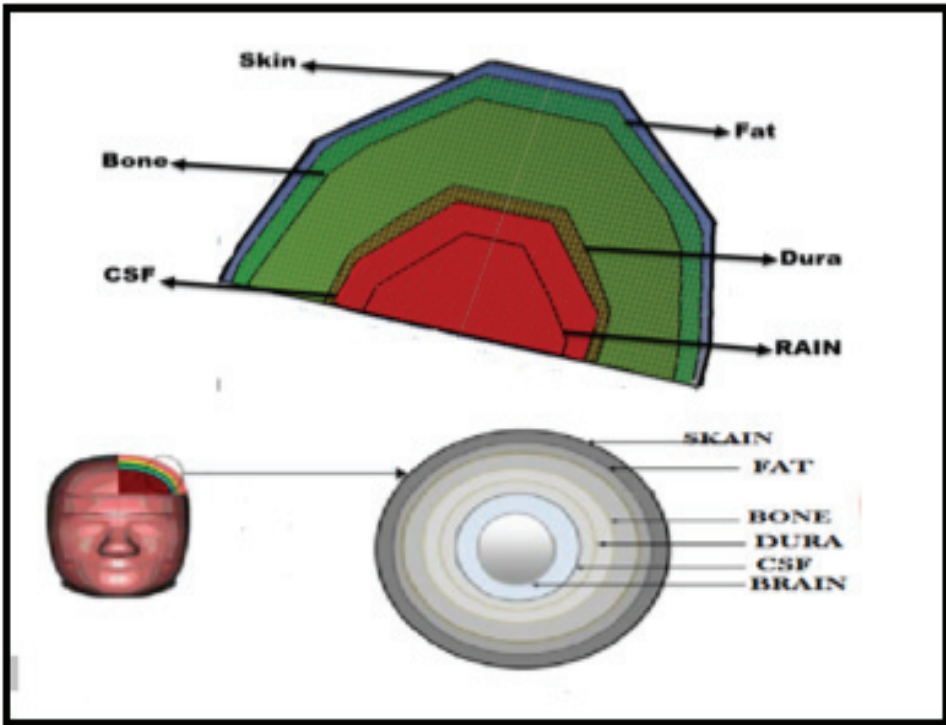 Skin
Fat
Bone
Dura
CSF
RAIN
SKAIN
FAT
BONE
DURA
CSF
BRAIN